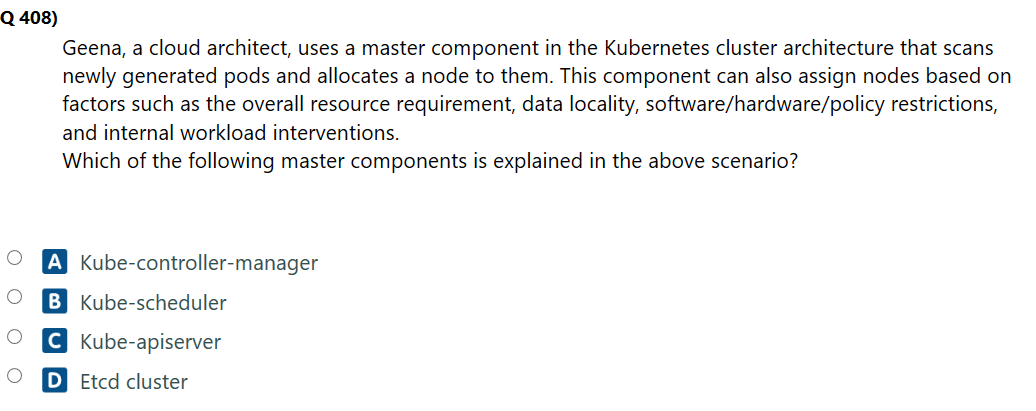 Q 408)
Geena, a cloud architect, uses a master component in the Kubernetes cluster architecture that scans
newly generated pods and allocates a node to them. This component can also assign nodes based on
factors such as the overall resource requirement, data locality, software/hardware/policy restrictions,
and internal workload interventions.
Which of the following master components is explained in the above scenario?
A Kube-controller-manager
B Kube-scheduler
C Kube-apiserver
D Etcd cluster